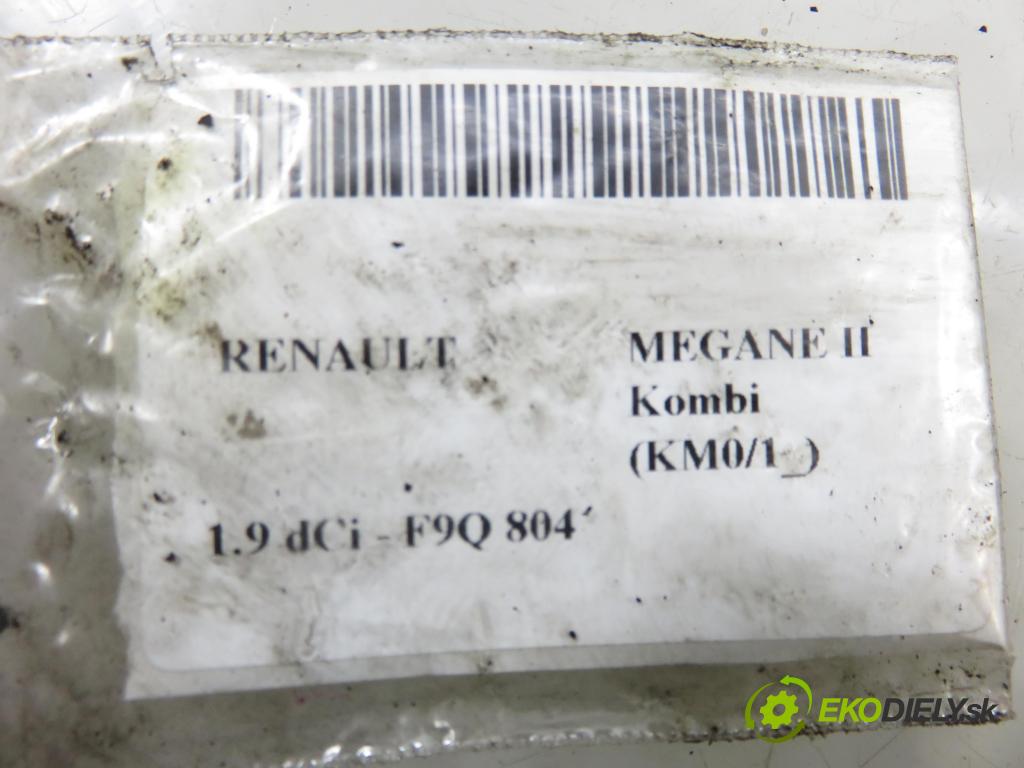 RENAULT
MEGANE II
Kombi
(KM0/1_)
1.9 dCi - F9Q 804
EKODIELY.sk